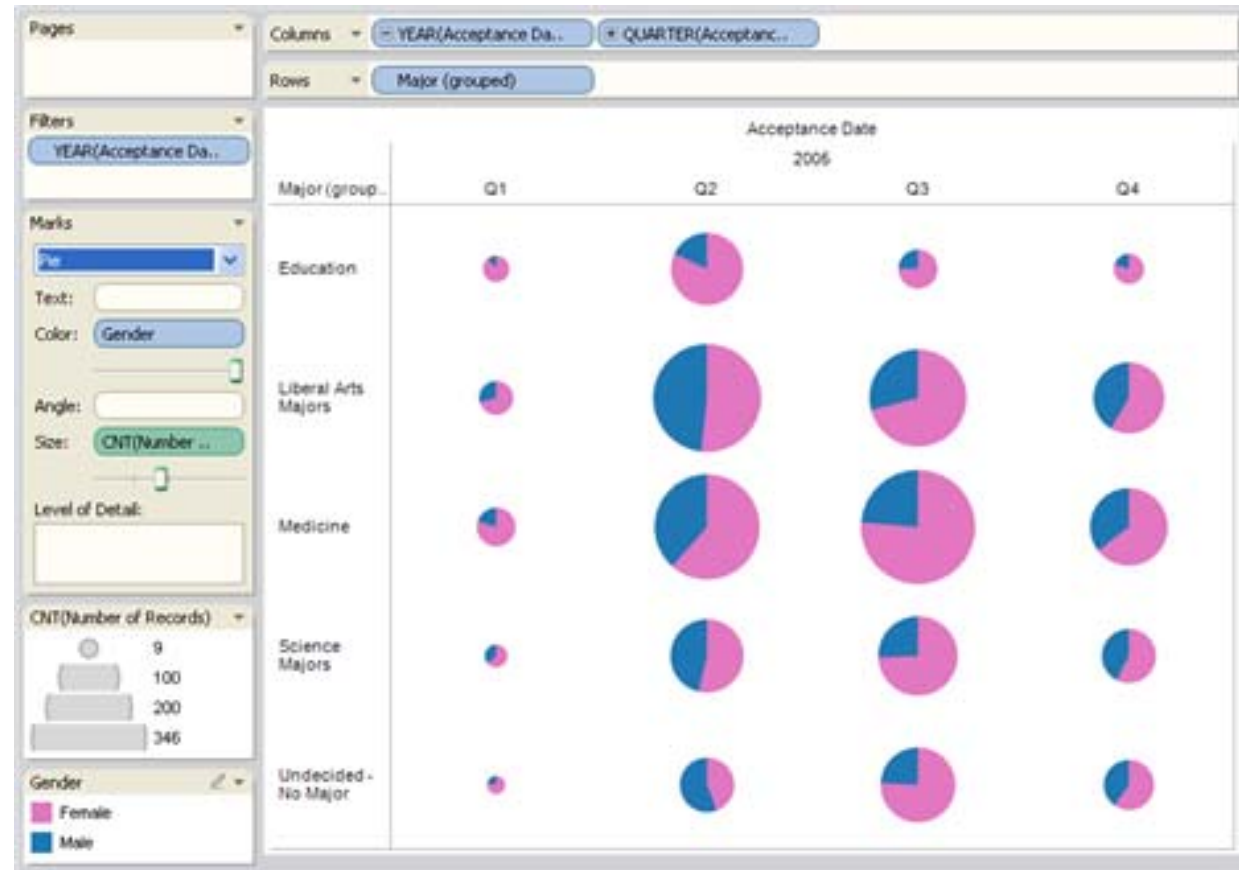 Pages
Columns
YEAR(Acceptance Da..
QUARTER(Acceptanc..
Rows
Major (grouped)
Filters
YEAR(Acceptance Da..
Marks
Pie
Text:
Color:
Gender
Angle:
Size:
CNT(Number ..
Level of Detail:
CNT(Number of Records)
9
100
200
346
Gender
Female
Male
Acceptance Date
2006
Major (group..
Q1
Q2
Q3
Q4
Education
Liberal Arts
Majors
Medicine
Science
Majors
Undecided -
No Major